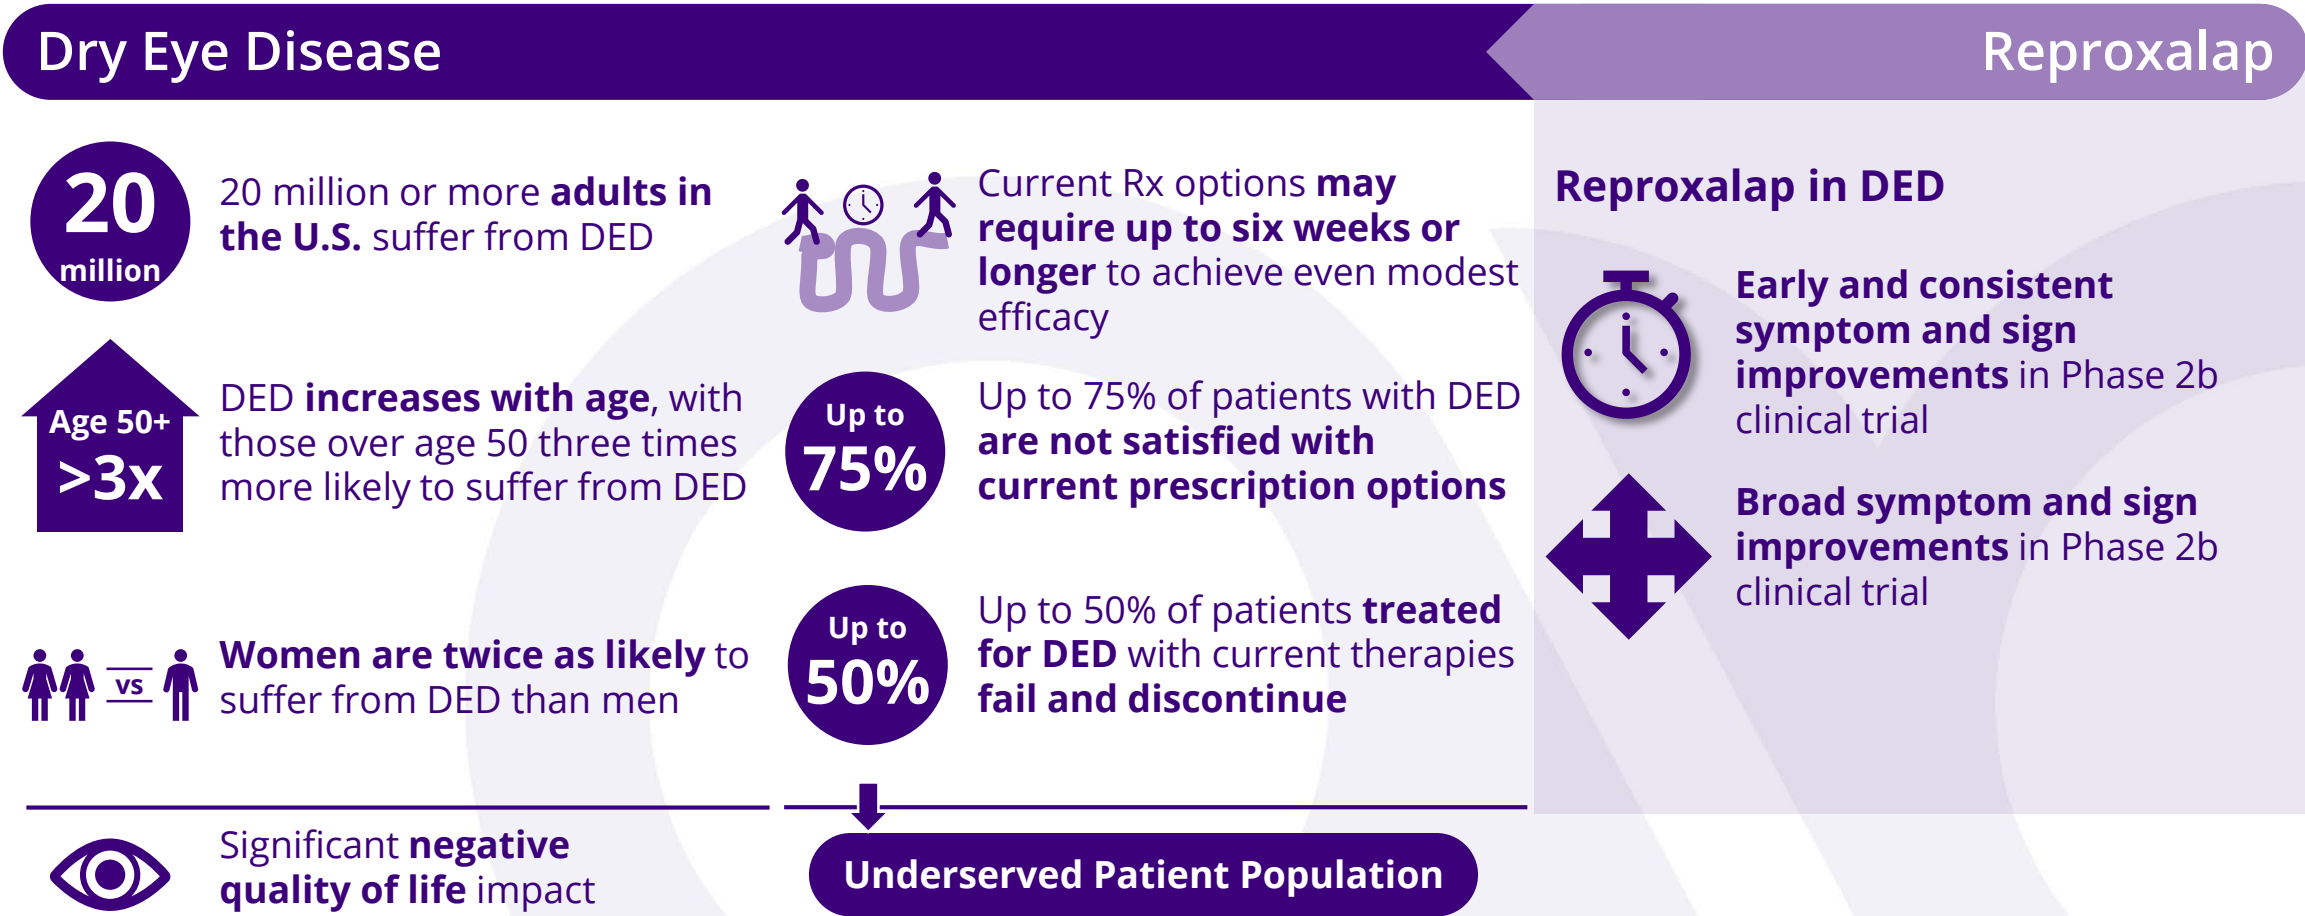 Dry Eye Disease
Reproxalap
20
million
20 million or more adults in
the U.S. suffer from DED
Age 50+
>3x
DED increases with age, with
those over age 50 three times
more likely to suffer from DED
vs
Women are twice as likely to
suffer from DED than men
Significant negative
quality of life impact
Current Rx options may
require up to six weeks or
longer to achieve even modest
efficacy
Up to
75%
Up to 75% of patients with DED
are not satisfied with
current prescription options
Up to
50%
Up to 50% of patients treated
for DED with current therapies
fail and discontinue
Underserved Patient Population
Reproxalap in DED
Early and consistent
symptom and sign
improvements in Phase 2b
clinical trial
Broad symptom and sign
improvements in Phase 2b
clinical trial